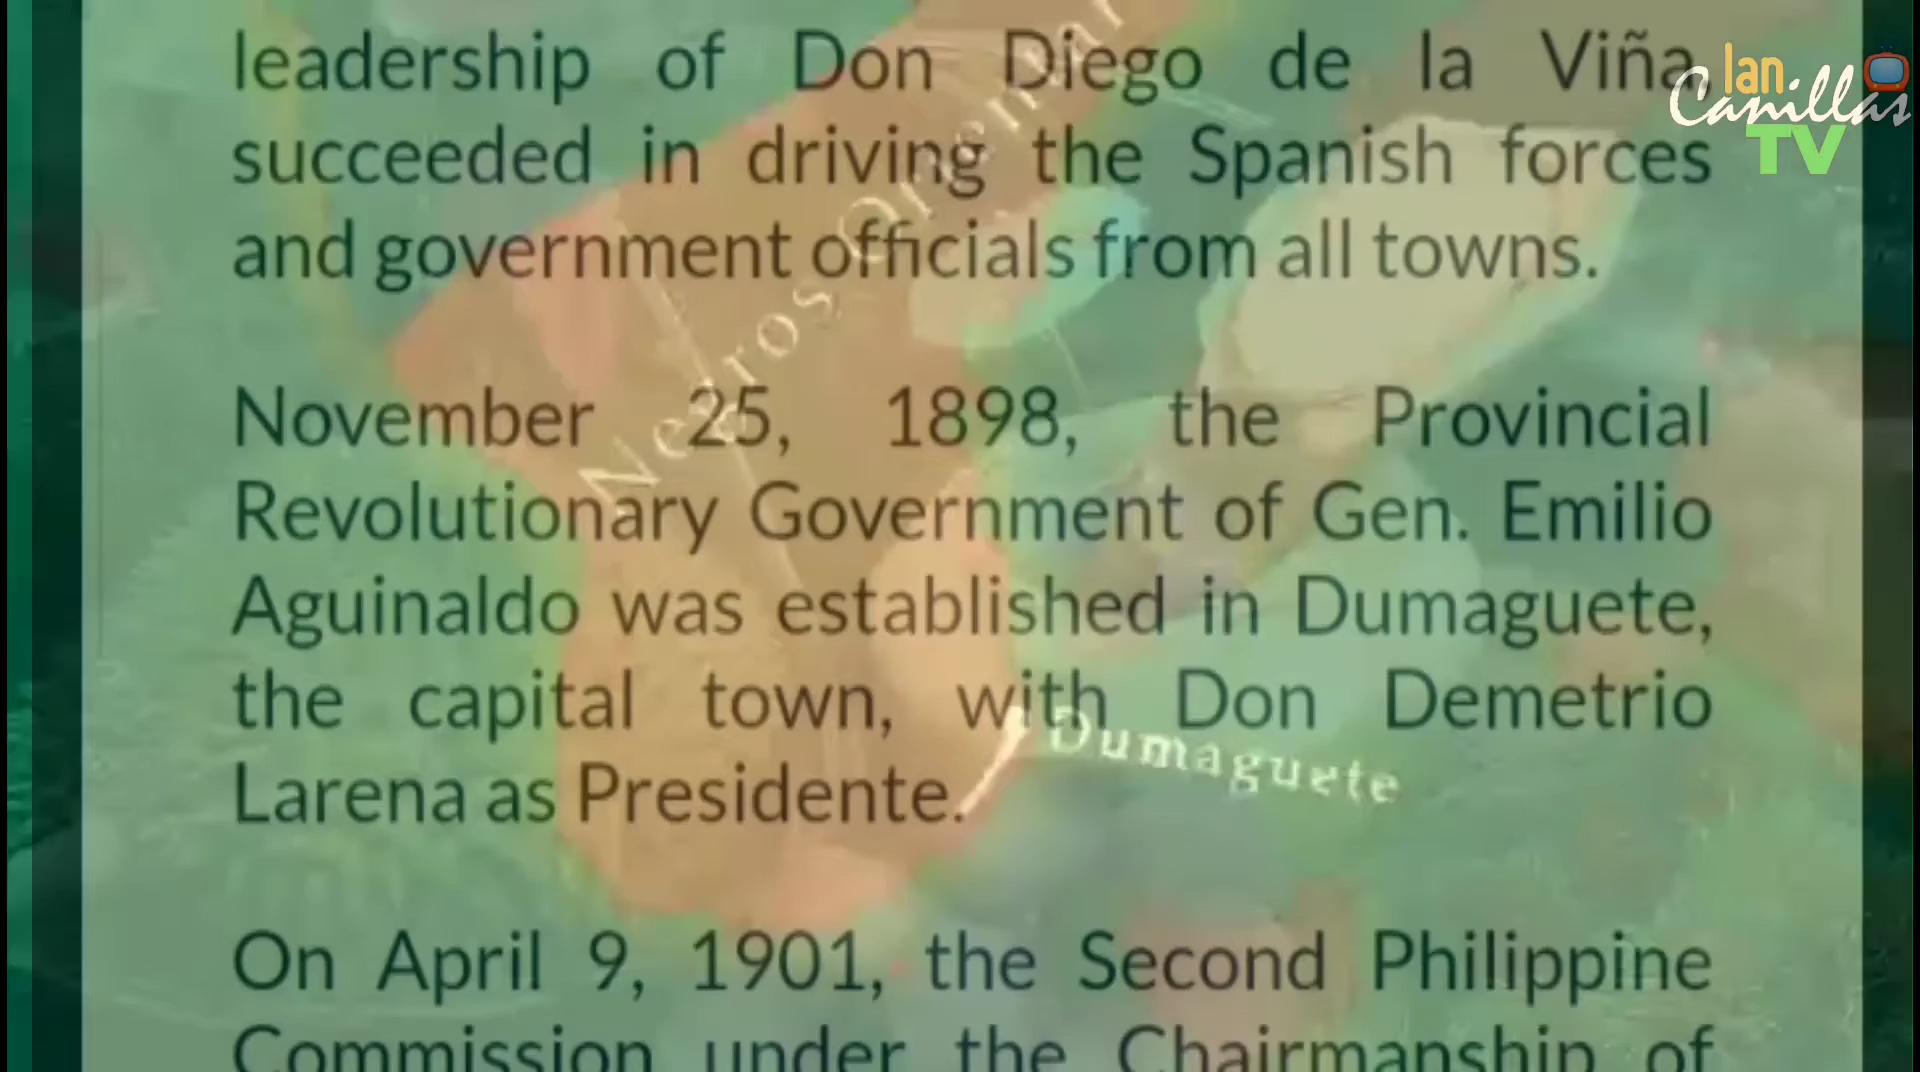 leadership of Don Diego de la Viña,
succeeded in driving the Spanish forces
and government officials from all towns.
November 25, 1898, the Provincial
Revolutionary Government of Gen. Emilio
Aguinaldo was established in Dumaguete,
the capital town, with Don Demetrio
Larena as Presidente.
On April 9, 1901, the Second Philippine
Commission under the Chairmanship of
Negros Oriental
Dumaguete
Ian
Canillas
TV